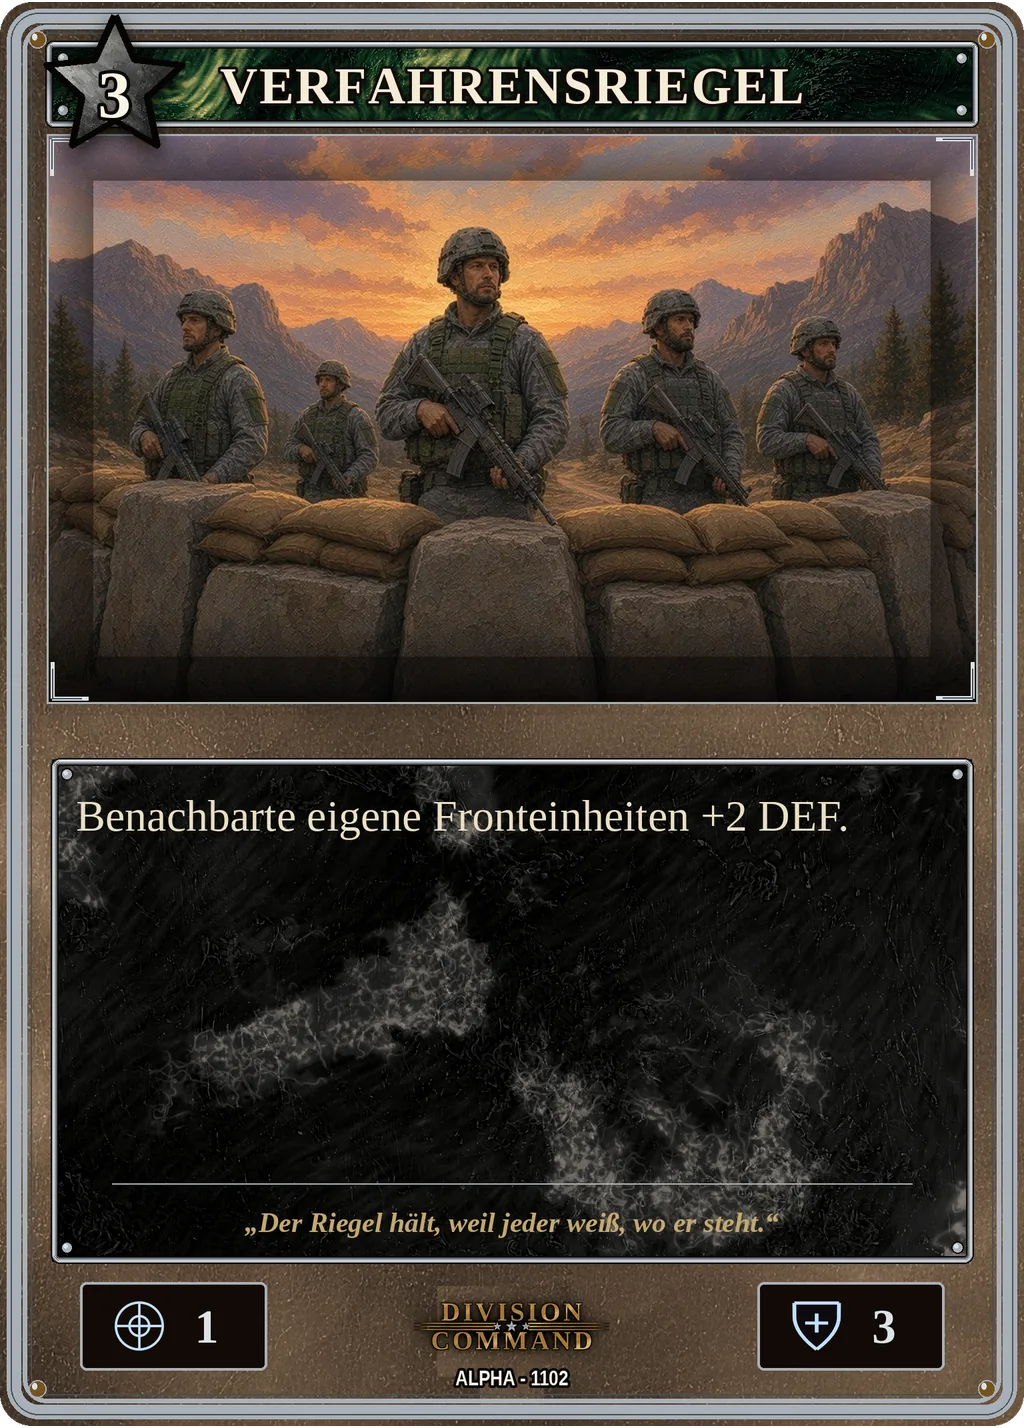 3
VERFAHRENSRIEGEL
Benachbarte eigene Fronteinheiten +2 DEF.
„Der Riegel hält, weil jeder weiß, wo er steht.“
1
DIVISION
COMMAND
3
ALPHA - 1102